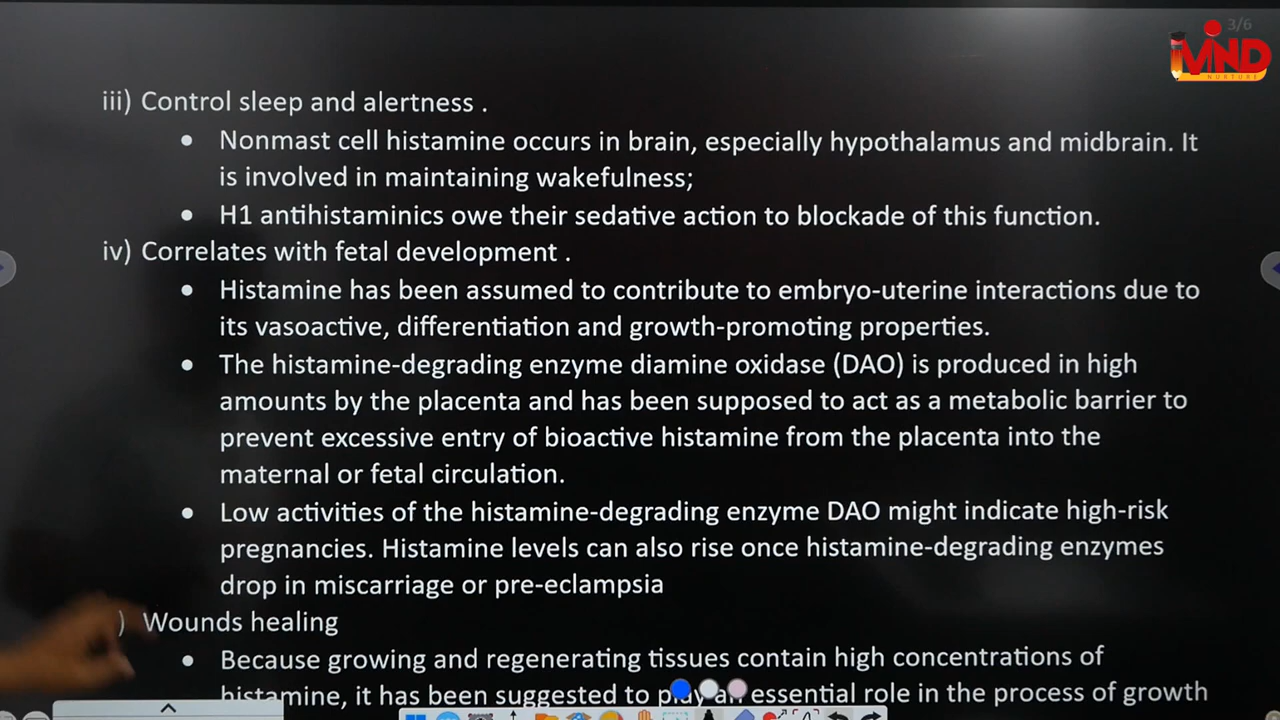 3/6
MIND
NURTURE
iii) Control sleep and alertness .
• Nonmast cell histamine occurs in brain, especially hypothalamus and midbrain. It
is involved in maintaining wakefulness;
• H1 antihistaminics owe their sedative action to blockade of this function.
iv) Correlates with fetal development .
• Histamine has been assumed to contribute to embryo-uterine interactions due to
its vasoactive, differentiation and growth-promoting properties.
• The histamine-degrading enzyme diamine oxidase (DAO) is produced in high
amounts by the placenta and has been supposed to act as a metabolic barrier to
prevent excessive entry of bioactive histamine from the placenta into the
maternal or fetal circulation.
• Low activities of the histamine-degrading enzyme DAO might indicate high-risk
pregnancies. Histamine levels can also rise once histamine-degrading enzymes
drop in miscarriage or pre-eclampsia
) Wounds healing
• Because growing and regenerating tissues contain high concentrations of
histamine, it has been suggested to play an essential role in the process of growth